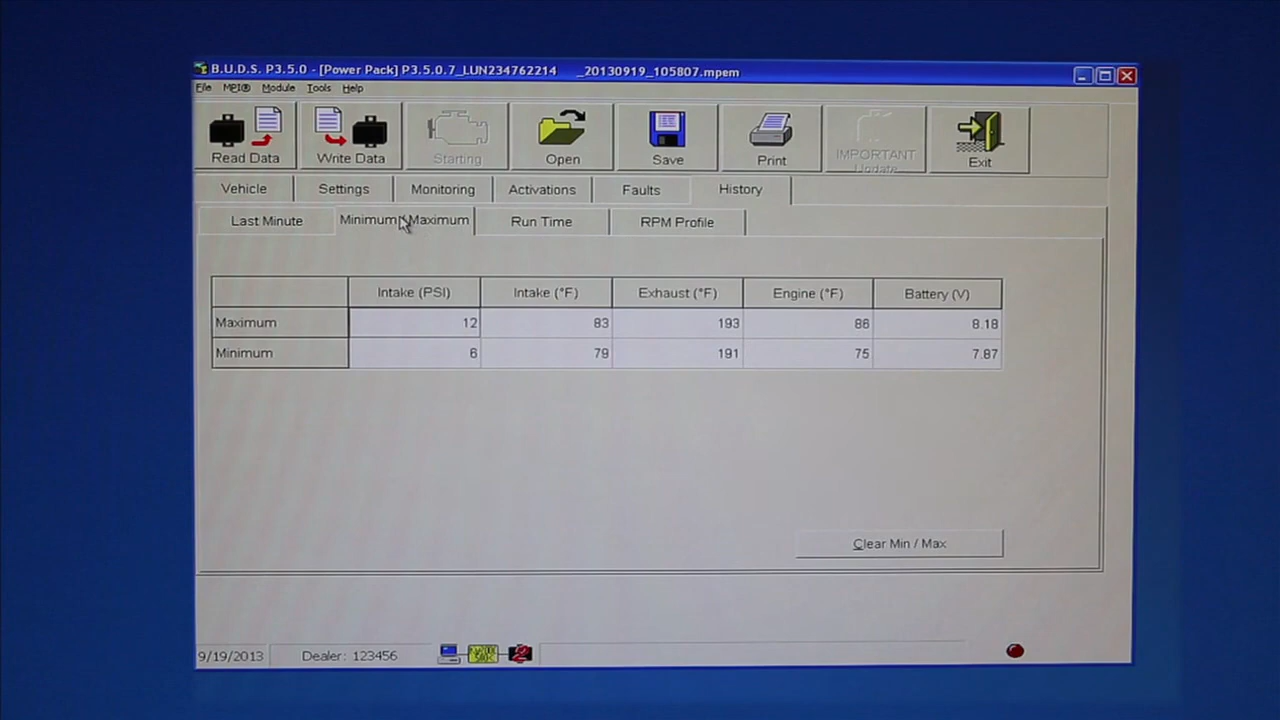 B.U.D.S. P3.5.0 - [Power Pack] P3.5.0.7_LUN234762214 _20130919_105807.mpem
File MPI® Module Tools Help
Read Data Write Data Starting Open Save Print IMPORTANT Update Exit
Vehicle Settings Monitoring Activations Faults History
Last Minute Minimum / Maximum Run Time RPM Profile
Intake (PSI) Intake (°F) Exhaust (°F) Engine (°F) Battery (V)
Maximum 12 83 193 86 8.18
Minimum 6 79 191 75 7.87
Clear Min / Max
9/19/2013 Dealer: 123456